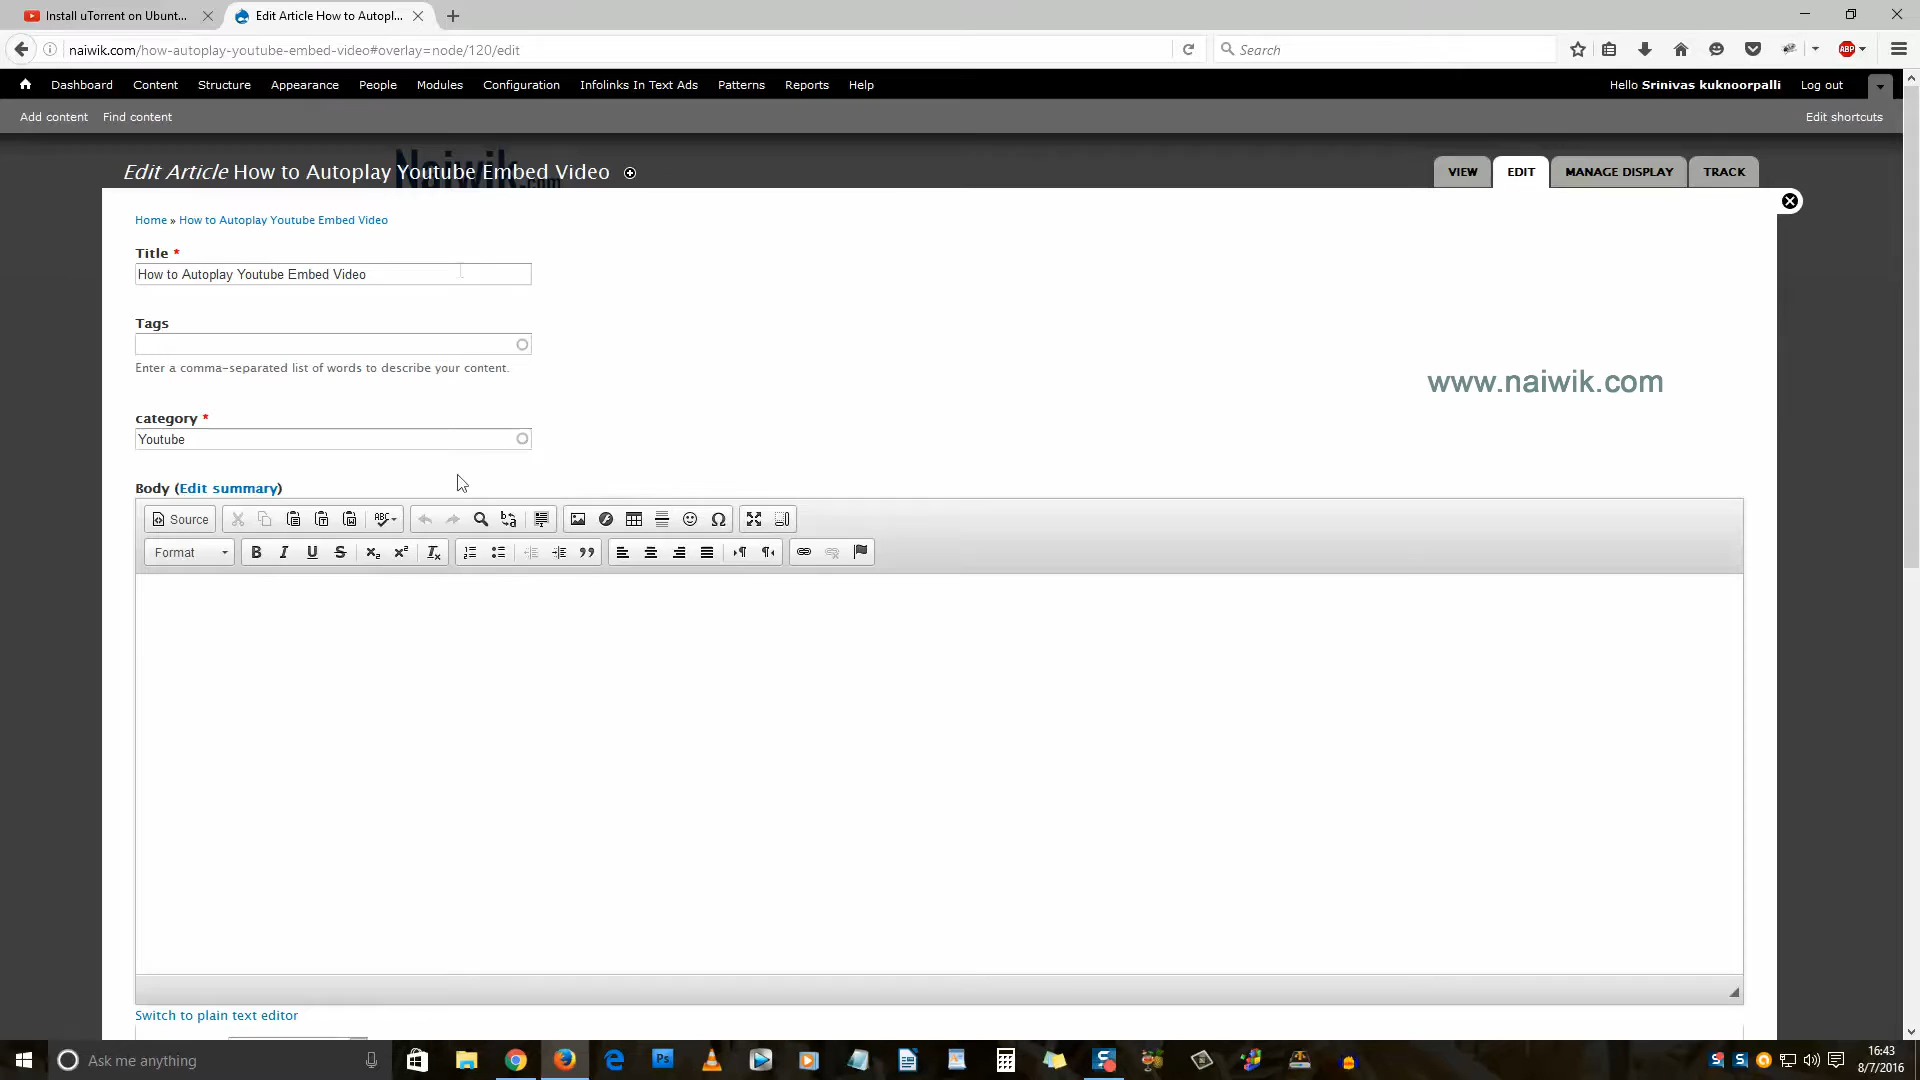 Install uTorrent on Ubunt...
Edit Article How to Autopl...
naiwik.com/how-autoplay-youtube-embed-video#overlay=node/120/edit
Search
ABP
Dashboard Content Structure Appearance People Modules Configuration Infolinks In Text Ads Patterns Reports Help
Hello Srinivas kuknoorpalli Log out
Add content Find content
Edit shortcuts
Naiwik.com
Edit Article How to Autoplay Youtube Embed Video
VIEW EDIT MANAGE DISPLAY TRACK
Home » How to Autoplay Youtube Embed Video
Title *
How to Autoplay Youtube Embed Video
Tags
Enter a comma-separated list of words to describe your content.
www.naiwik.com
category *
Youtube
Body (Edit summary)
Source
Format
Switch to plain text editor
Ask me anything
16:43
8/7/2016